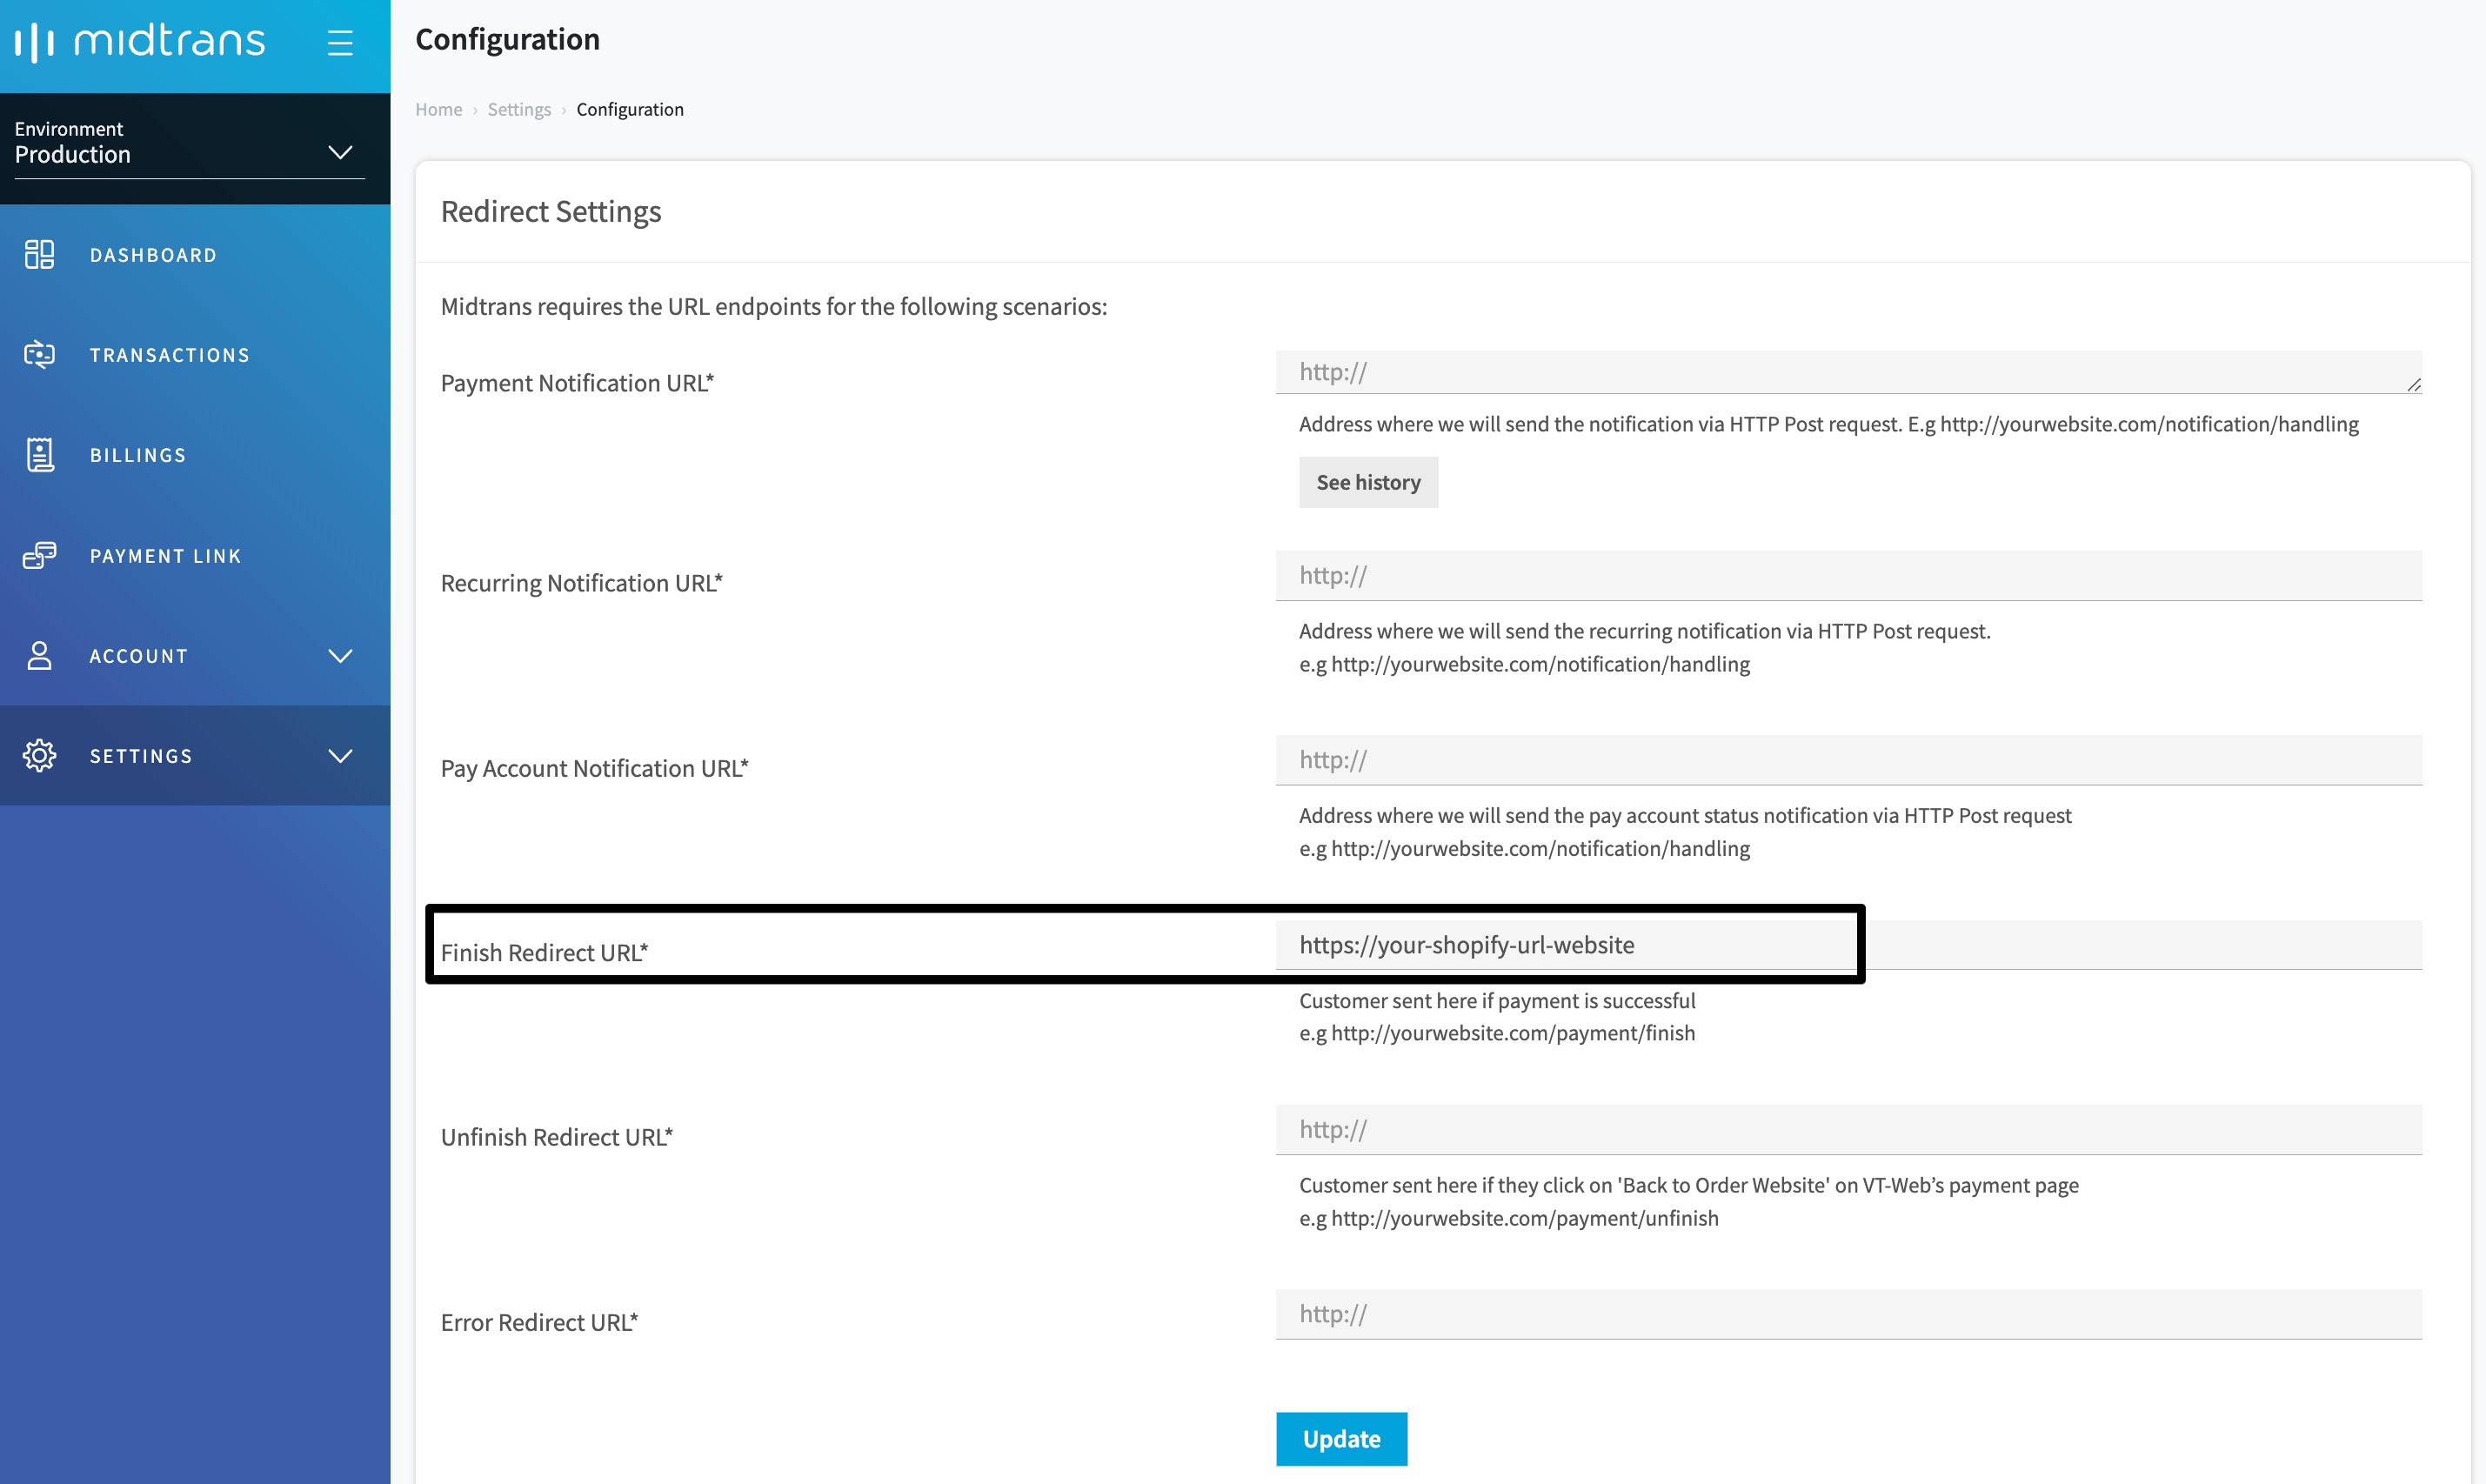 midtrans
Environment
Production
DASHBOARD
TRANSACTIONS
BILLINGS
PAYMENT LINK
ACCOUNT
SETTINGS
Configuration
Home › Settings › Configuration
Redirect Settings
Midtrans requires the URL endpoints for the following scenarios:
Payment Notification URL*
http://
Address where we will send the notification via HTTP Post request. E.g http://yourwebsite.com/notification/handling
See history
Recurring Notification URL*
http://
Address where we will send the recurring notification via HTTP Post request.
e.g http://yourwebsite.com/notification/handling
Pay Account Notification URL*
http://
Address where we will send the pay account status notification via HTTP Post request
e.g http://yourwebsite.com/notification/handling
Finish Redirect URL*
https://your-shopify-url-website
Customer sent here if payment is successful
e.g http://yourwebsite.com/payment/finish
Unfinish Redirect URL*
http://
Customer sent here if they click on 'Back to Order Website' on VT-Web’s payment page
e.g http://yourwebsite.com/payment/unfinish
Error Redirect URL*
http://
Update